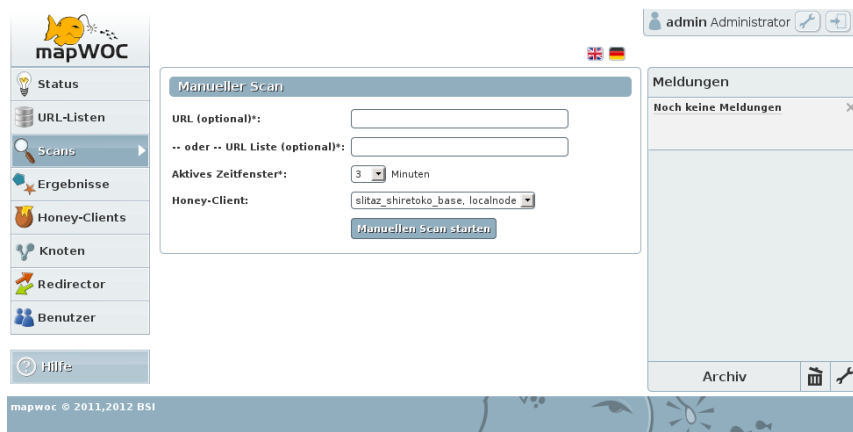 admin Administrator
mapWOC
Status
URL-Listen
Scans
Ergebnisse
Honey-Clients
Knoten
Redirector
Benutzer
Hilfe
Manueller Scan
URL (optional)*:
-- oder -- URL Liste (optional)*:
Aktives Zeitfenster*: 3 Minuten
Honey-Client: slitaz_shiretoko_base, localnode
Manuellen Scan starten
Meldungen
Noch keine Meldungen
Archiv
mapwoc © 2011,2012 BSI